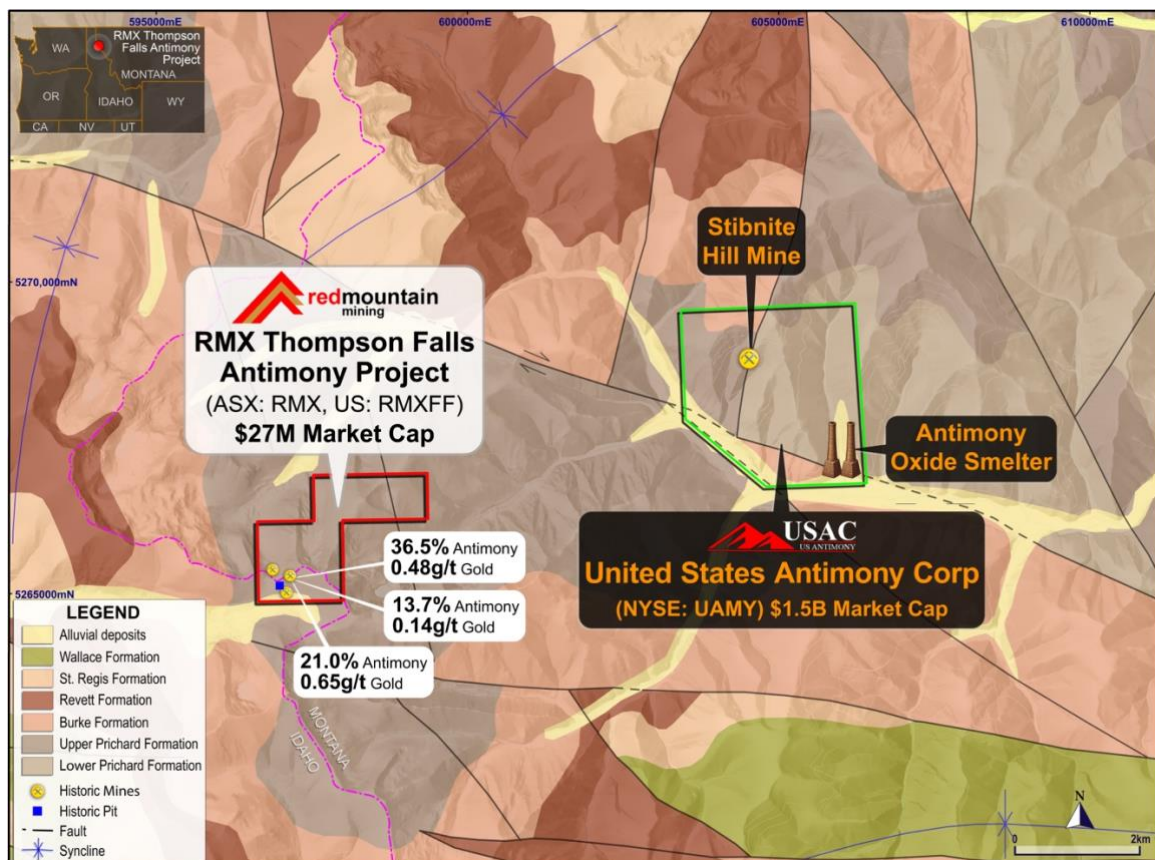 595000mE
600000mE
605000mE
610000mE
RMX Thompson
Falls Antimony
Project
WA
MONTANA
OR
IDAHO
WY
CA
NV
UT
5270,000mN
5265000mN
redmountain
mining
RMX Thompson Falls
Antimony Project
(ASX: RMX, US: RMXFF)
$27M Market Cap
Stibnite
Hill Mine
Antimony
Oxide Smelter
USAC
US ANTIMONY
United States Antimony Corp
(NYSE: UAMY) $1.5B Market Cap
36.5% Antimony
0.48g/t Gold
13.7% Antimony
0.14g/t Gold
21.0% Antimony
0.65g/t Gold
MONTANA
IDAHO
LEGEND
Alluvial deposits
Wallace Formation
St. Regis Formation
Revett Formation
Burke Formation
Upper Prichard Formation
Lower Prichard Formation
Historic Mines
Historic Pit
Fault
Syncline
N
0
2km